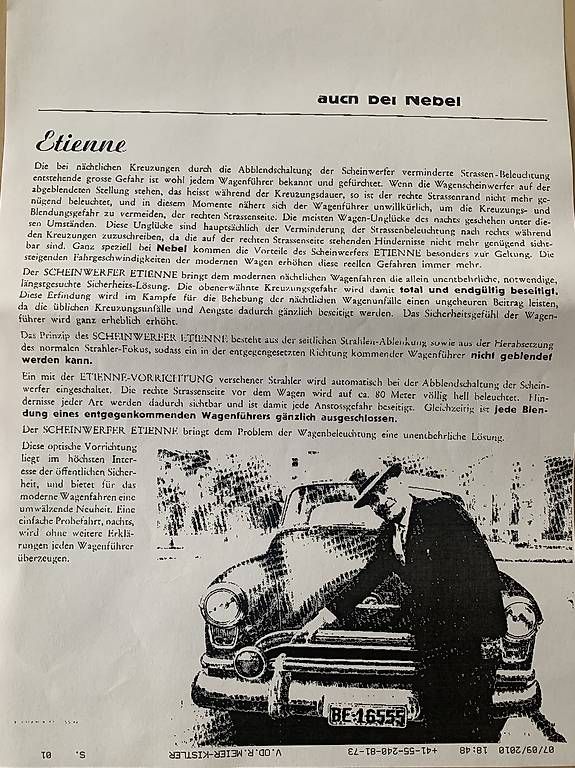 auch bei Nebel
Etienne
Die bei nächtlichen Kreuzungen durch die Abblendschaltung der Scheinwerfer verminderte Strassen-Beleuchtung
entstehende grosse Gefahr ist wohl jedem Wagenführer bekannt und gefürchtet. Wenn die Wagenscheinwerfer auf der
abgeblendeten Stellung stehen, das heisst während der Kreuzungsdauer, so ist der rechte Strassenrand nicht mehr ge-
nügend beleuchtet, und in diesem Momente nähert sich der Wagenführer unwillkürlich, um die Kreuzungs- und
Blendungsgefahr zu vermeiden, der rechten Strassenseite. Die meisten Wagen-Unglücke des nachts geschehen unter die-
sen Umständen. Diese Unglücke sind hauptsächlich der Verminderung der Strassenbeleuchtung nach rechts während
den Kreuzungen zuzuschreiben, da die auf der rechten Strassenseite stehenden Hindernisse nicht mehr genügend sicht-
bar sind. Ganz speziell bei Nebel kommen die Vorteile des Scheinwerfers ETIENNE besonders zur Geltung. Die
steigenden Fahrgeschwindigkeiten der modernen Wagen erhöhen diese reellen Gefahren immer mehr.
Der SCHEINWERFER ETIENNE bringt dem modernen nächtlichen Wagenfahren die allein unentbehrliche, notwendige,
längstgesuchte Sicherheits-Lösung. Die obenerwähnte Kreuzungsgefahr wird damit total und endgültig beseitigt.
Diese Erfindung wird im Kampfe für die Behebung der nächtlichen Wagenunfälle einen ungeheuren Beitrag leisten,
da die üblichen Kreuzungsunfälle und Aengste dadurch gänzlich beseitigt werden. Das Sicherheitsgefühl der Wagen-
führer wird ganz erheblich erhöht.
Das Prinzip des SCHEINWERFER ETIENNE besteht aus der seitlichen Strahlen-Ablenkung sowie aus der Herabsetzung
des normalen Strahler-Fokus, sodass ein in der entgegengesetzten Richtung kommender Wagenführer nicht geblendet
werden kann.
Ein mit der ETIENNE-VORRICHTUNG versehener Strahler wird automatisch bei der Abblendschaltung der Schein-
werfer eingeschaltet. Die rechte Strassenseite vor dem Wagen wird auf ca. 80 Meter völlig hell beleuchtet. Hin-
dernisse jeder Art werden dadurch sichtbar und ist damit jede Anstossgefahr beseitigt. Gleichzeitig ist jede Blen-
dung eines entgegenkommenden Wagenführers gänzlich ausgeschlossen.
Der SCHEINWERFER ETIENNE bringt dem Problem der Wagenbeleuchtung eine unentbehrliche Lösung.
Diese optische Vorrichtung
liegt im höchsten Inter-
esse der öffentlichen Sicher-
heit, und bietet für das
moderne Wagenfahren eine
umwälzende Neuheit. Eine
einfache Probefahrt, nachts,
wird ohne weitere Erklä-
rungen jeden Wagenführer
überzeugen.
BE·16555
07/09/2010 18:48 +41-55-240-81-73 V.OD.R.MEIER-KISTLER S. 01